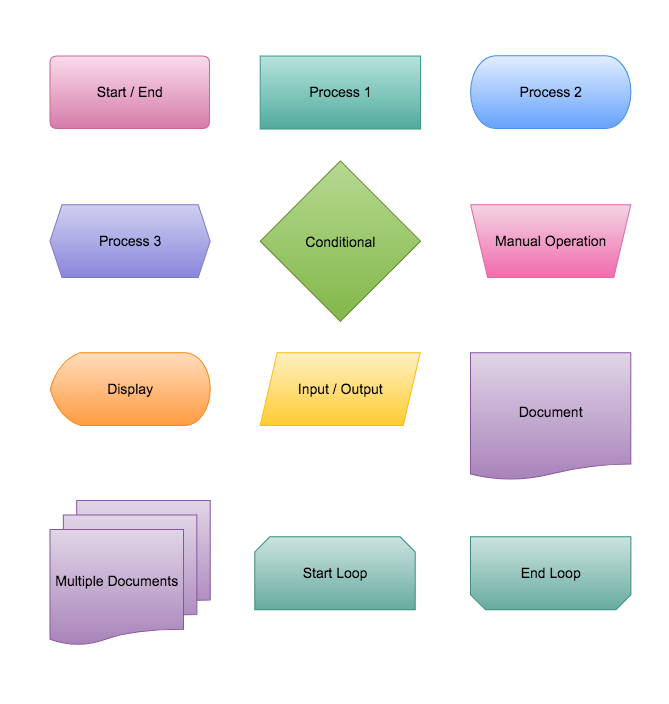 Start / End
Process 1
Process 2
Process 3
Conditional
Manual Operation
Display
Input / Output
Document
Multiple Documents
Start Loop
End Loop